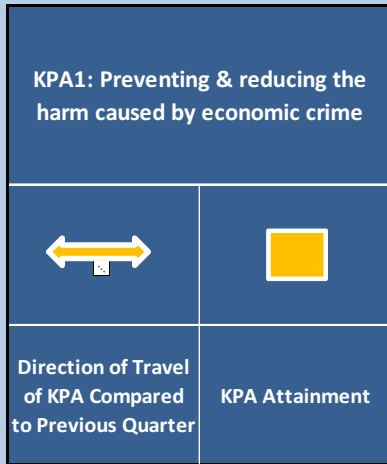 KPA1: Preventing & reducing the
harm caused by economic crime
Direction of Travel
of KPA Compared
to Previous Quarter
KPA Attainment